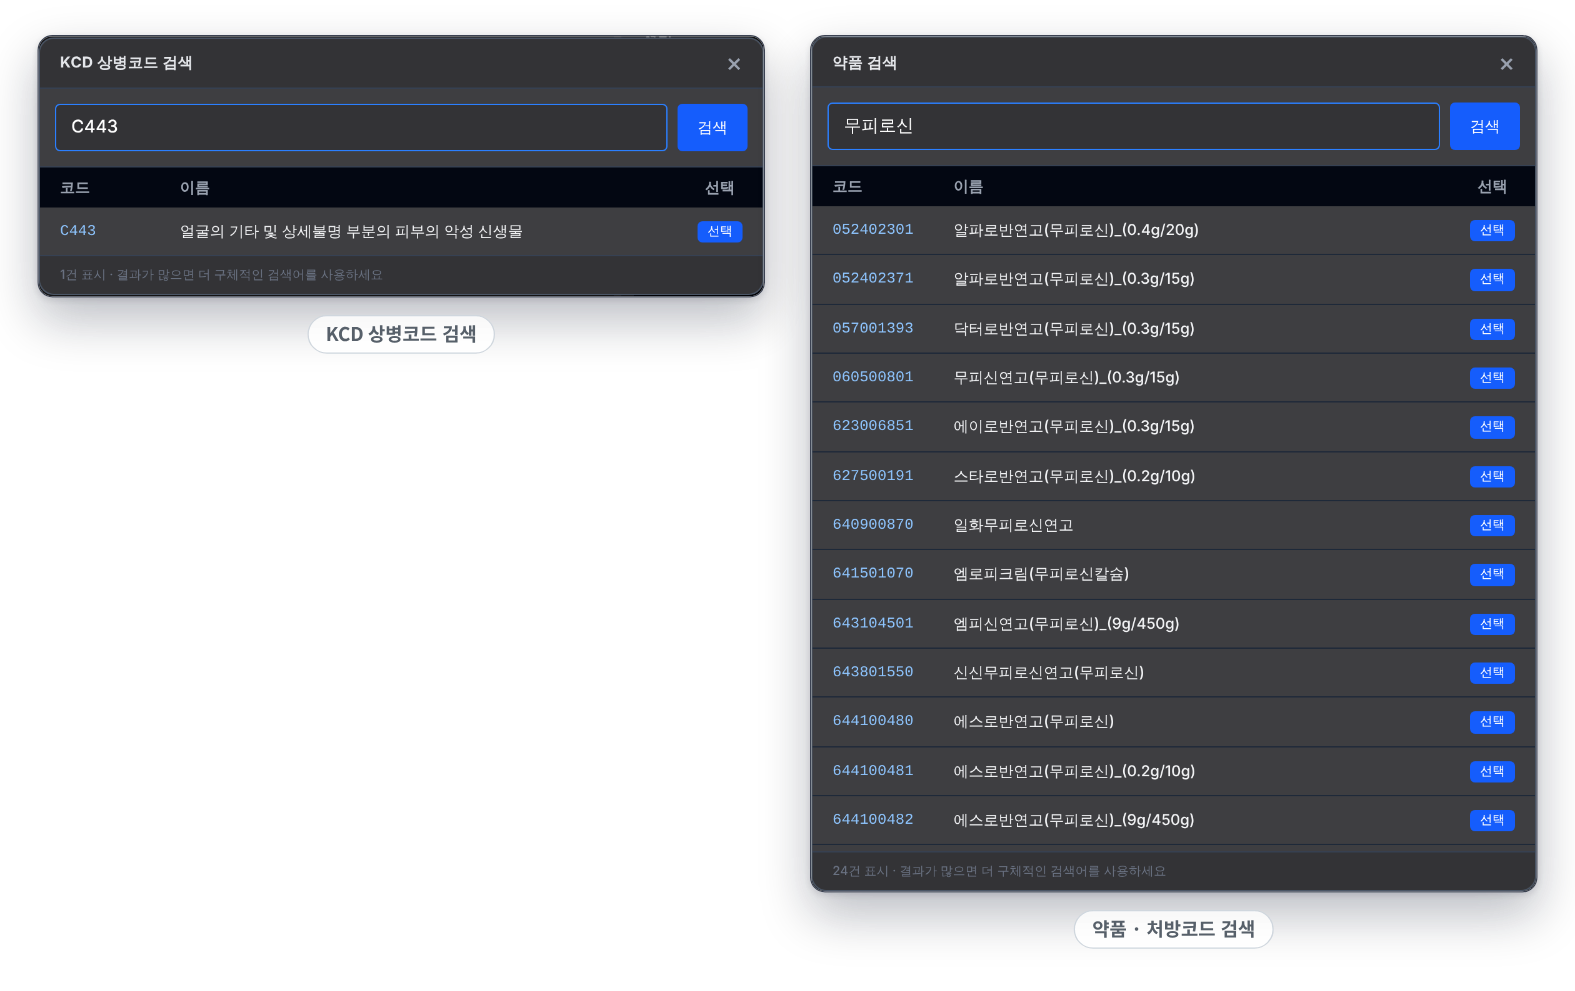 KCD 상병코드 검색 ×
C443 검색
코드 이름 선택
C443 얼굴의 기타 및 상세불명 부분의 피부의 악성 신생물 선택
1건 표시 · 결과가 많으면 더 구체적인 검색어를 사용하세요
KCD 상병코드 검색
약품 검색 ×
무피로신 검색
코드 이름 선택
052402301 알파로반연고(무피로신)_(0.4g/20g) 선택
052402371 알파로반연고(무피로신)_(0.3g/15g) 선택
057001393 닥터로반연고(무피로신)_(0.3g/15g) 선택
060500801 무피신연고(무피로신)_(0.3g/15g) 선택
623006851 에이로반연고(무피로신)_(0.3g/15g) 선택
627500191 스타로반연고(무피로신)_(0.2g/10g) 선택
640900870 일화무피로신연고 선택
641501070 엠로피크림(무피로신칼슘) 선택
643104501 엠피신연고(무피로신)_(9g/450g) 선택
643801550 신신무피로신연고(무피로신) 선택
644100480 에스로반연고(무피로신) 선택
644100481 에스로반연고(무피로신)_(0.2g/10g) 선택
644100482 에스로반연고(무피로신)_(9g/450g) 선택
24건 표시 · 결과가 많으면 더 구체적인 검색어를 사용하세요
약품 · 처방코드 검색